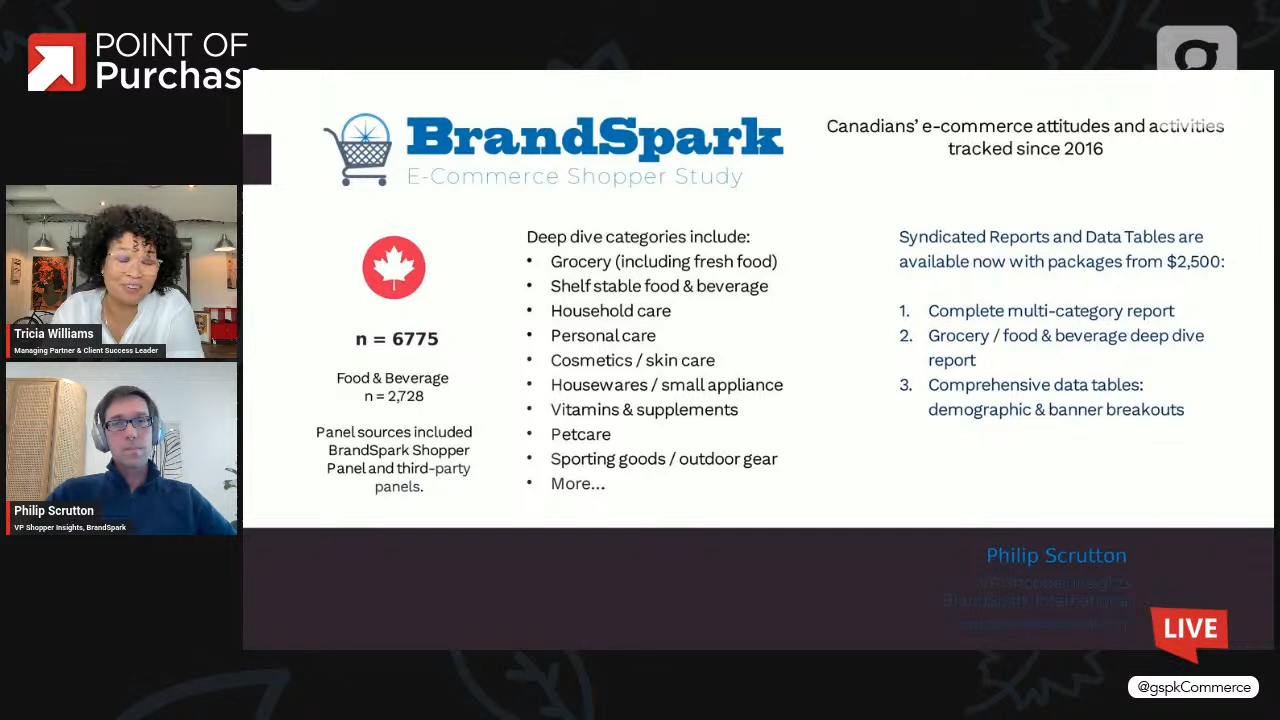 POINT OF
Purchase
BrandSpark
E-Commerce Shopper Study
Canadians’ e-commerce attitudes and activities
tracked since 2016
n = 6775
Food & Beverage
n = 2,728
Panel sources included
BrandSpark Shopper
Panel and third-party
panels.
Deep dive categories include:
• Grocery (including fresh food)
• Shelf stable food & beverage
• Household care
• Personal care
• Cosmetics / skin care
• Housewares / small appliance
• Vitamins & supplements
• Petcare
• Sporting goods / outdoor gear
• More...
Syndicated Reports and Data Tables are
available now with packages from $2,500:
1. Complete multi-category report
2. Grocery / food & beverage deep dive
report
3. Comprehensive data tables:
demographic & banner breakouts
Tricia Williams
Managing Partner & Client Success Leader
Philip Scrutton
VP Shopper Insights, BrandSpark
Philip Scrutton
VP Shopper Insights
BrandSpark International
LIVE
@gspkCommerce